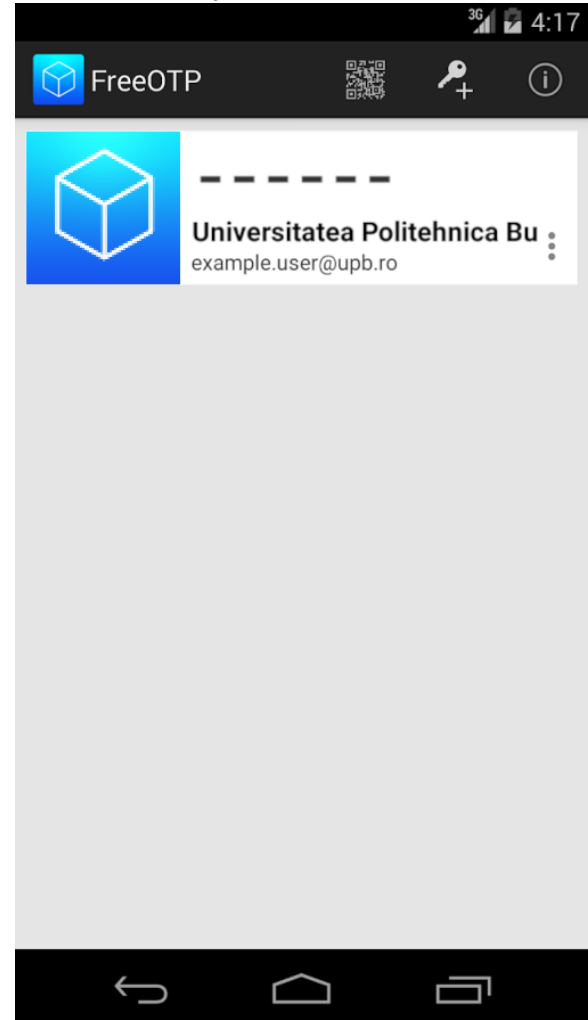 3G 4:17
FreeOTP
– – – – – –
Universitatea Politehnica Bu
example.user@upb.ro